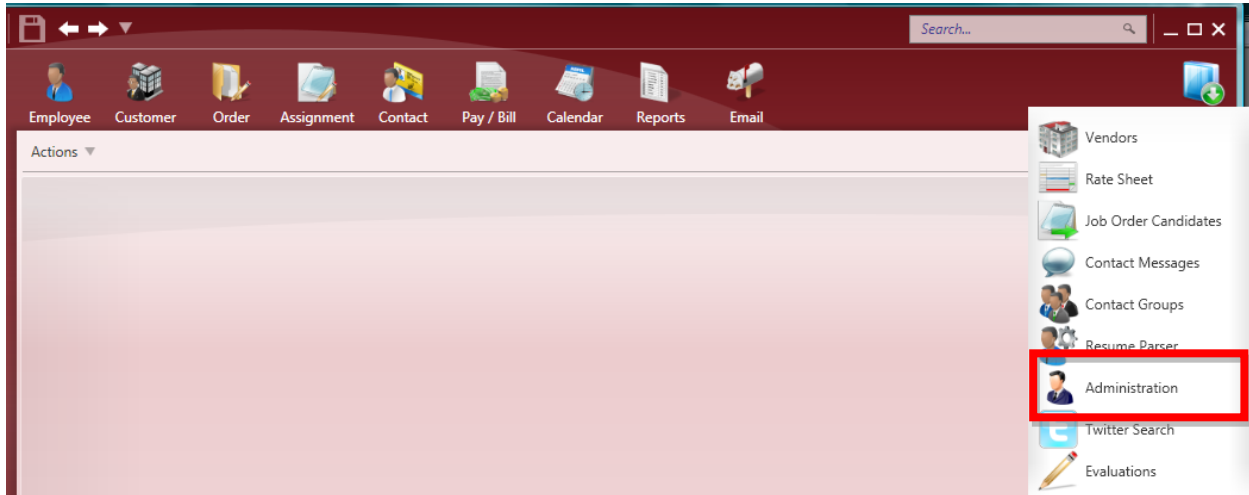 Search...
Employee Customer Order Assignment Contact Pay / Bill Calendar Reports Email
Actions
Vendors
Rate Sheet
Job Order Candidates
Contact Messages
Contact Groups
Resume Parser
Administration
Twitter Search
Evaluations